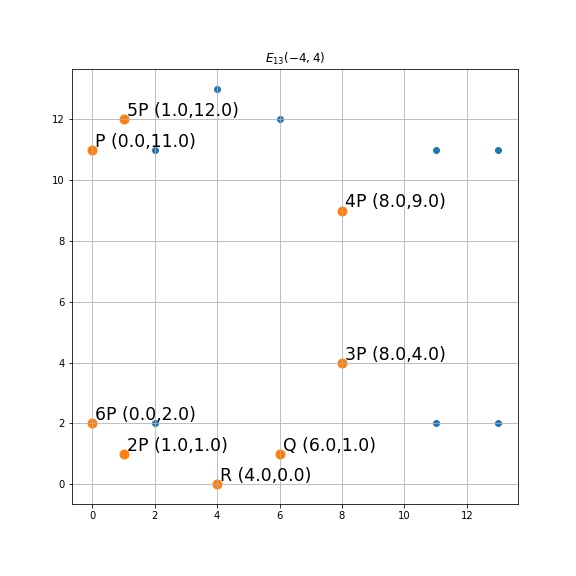 E₁₃(−4, 4)
5P (1.0,12.0)
P (0.0,11.0)
4P (8.0,9.0)
3P (8.0,4.0)
6P (0.0,2.0)
2P (1.0,1.0)
Q (6.0,1.0)
R (4.0,0.0)
12
10
8
6
4
2
0
0 2 4 6 8 10 12